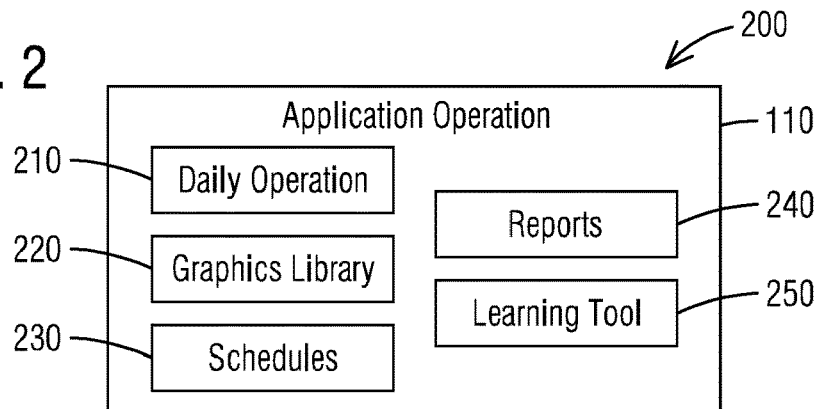 . 2
200
Application Operation
110
210
Daily Operation
Reports
240
220
Graphics Library
Learning Tool
250
230
Schedules